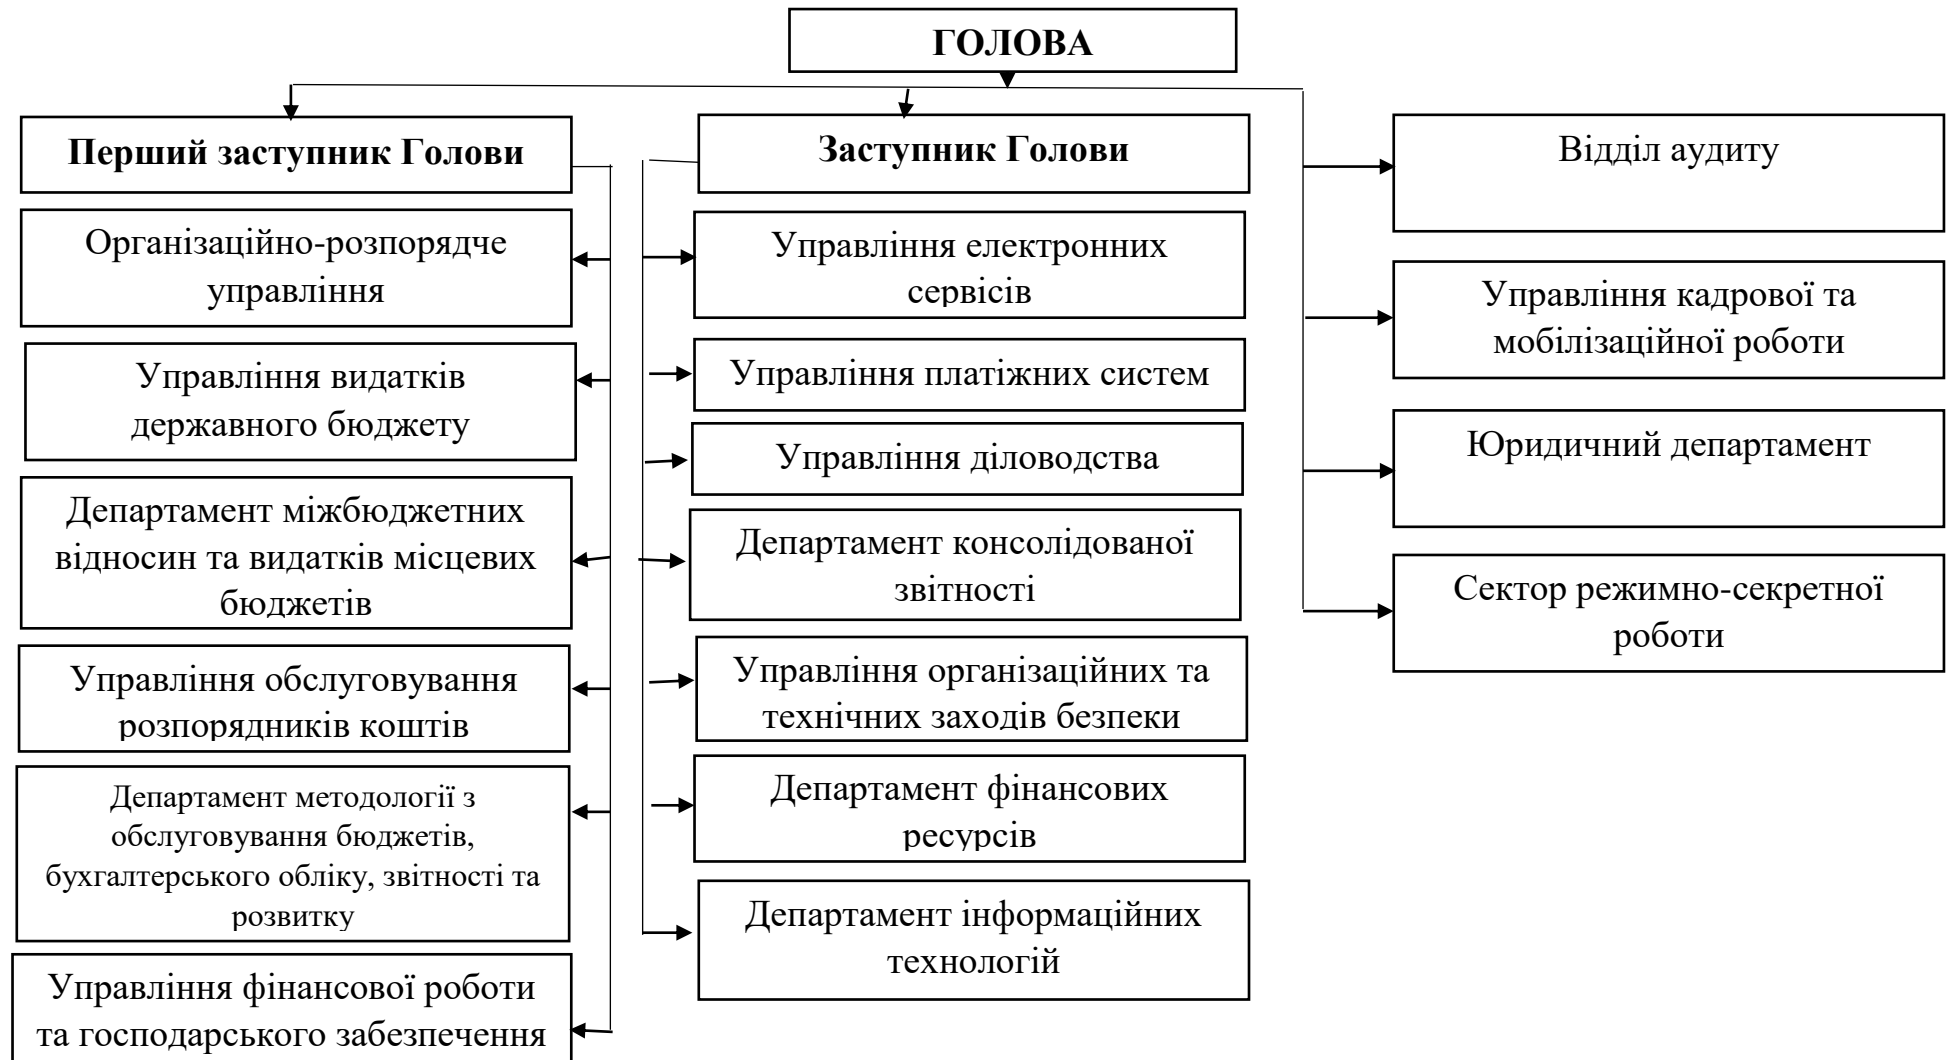 ГОЛОВА
Перший заступник Голови
Організаційно-розпорядче
управління
Управління видатків
державного бюджету
Департамент міжбюджетних
відносин та видатків місцевих
бюджетів
Управління обслуговування
розпорядників коштів
Департамент методології з
обслуговування бюджетів,
бухгалтерського обліку, звітності та
розвитку
Управління фінансової роботи
та господарського забезпечення
Заступник Голови
Управління електронних
сервісів
Управління платіжних систем
Управління діловодства
Департамент консолідованої
звітності
Управління організаційних та
технічних заходів безпеки
Департамент фінансових
ресурсів
Департамент інформаційних
технологій
Відділ аудиту
Управління кадрової та
мобілізаційної роботи
Юридичний департамент
Сектор режимно-секретної
роботи